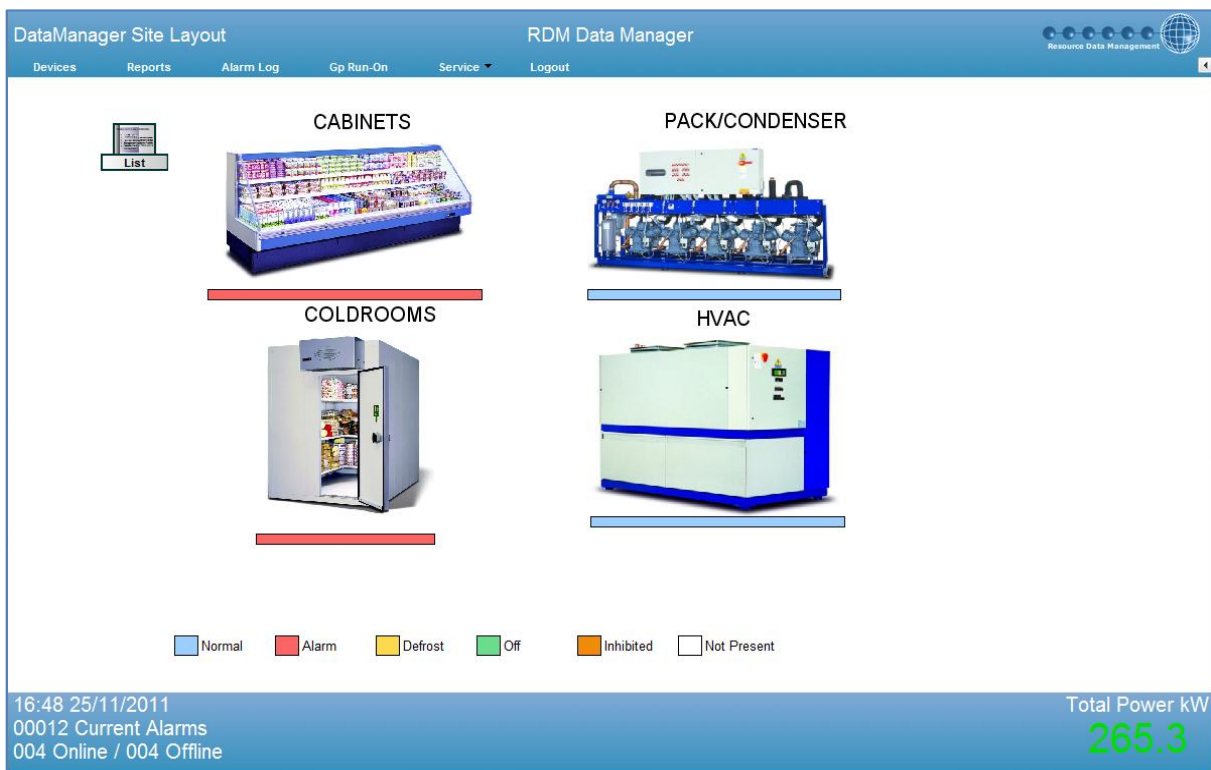 DataManager Site Layout
RDM Data Manager
Resource Data Management
Devices Reports Alarm Log Gp Run-On Service Logout
List
CABINETS
PACK/CONDENSER
COLDROOMS
HVAC
Normal Alarm Defrost Off Inhibited Not Present
16:48 25/11/2011
00012 Current Alarms
004 Online / 004 Offline
Total Power kW
265.3